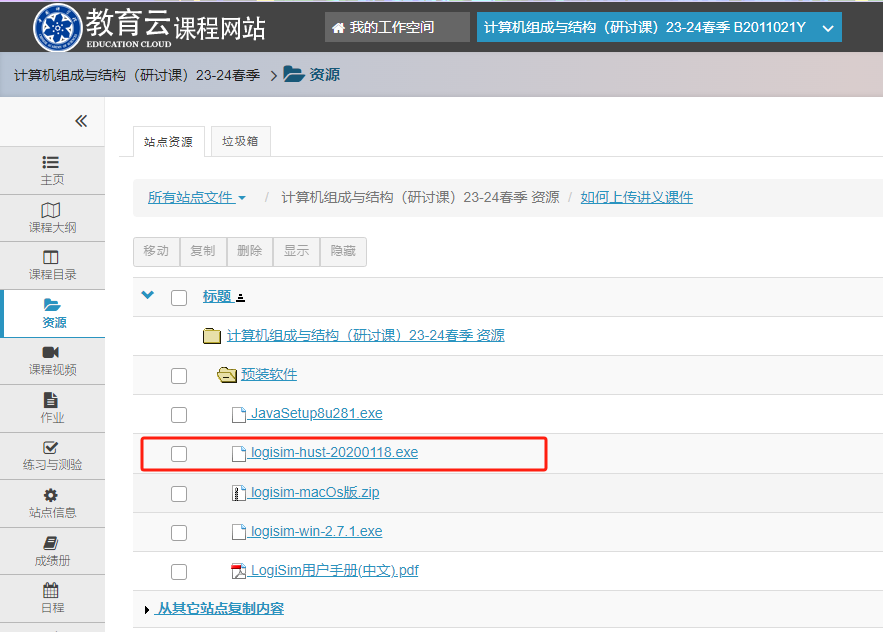 教育云 课程网站
EDUCATION CLOUD
我的工作空间
计算机组成与结构（研讨课）23-24春季 B2011021Y
计算机组成与结构（研讨课）23-24春季 资源
站点资源 垃圾箱
主页
课程大纲
课程目录
资源
课程视频
作业
练习与测验
站点信息
成绩册
日程
所有站点文件 / 计算机组成与结构（研讨课）23-24春季 资源 / 如何上传讲义课件
移动 复制 删除 显示 隐藏
标题
计算机组成与结构（研讨课）23-24春季 资源
预装软件
JavaSetup8u281.exe
logisim-hust-20200118.exe
logisim-macOs版.zip
logisim-win-2.7.1.exe
LogiSim用户手册(中文).pdf
从其它站点复制内容